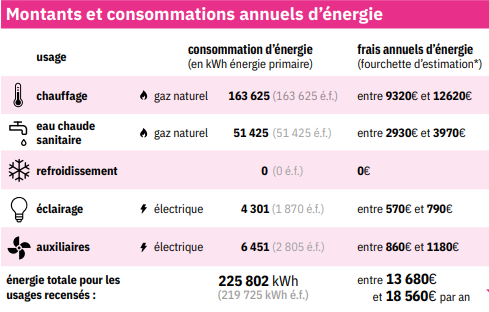 Montants et consommations annuels d'énergie
usage consommation d'énergie frais annuels d'énergie
(en kWh énergie primaire) (fourchette d'estimation*)
chauffage gaz naturel 163 625 (163 625 é.f.) entre 9320€ et 12620€
eau chaude
sanitaire gaz naturel 51 425 (51 425 é.f.) entre 2930€ et 3970€
refroidissement 0 (0 é.f.) 0€
éclairage électrique 4 301 (1 870 é.f.) entre 570€ et 790€
auxiliaires électrique 6 451 (2 805 é.f.) entre 860€ et 1180€
énergie totale pour les
usages recensés : 225 802 kWh entre 13 680€
(219 725 kWh é.f.) et 18 560€ par an